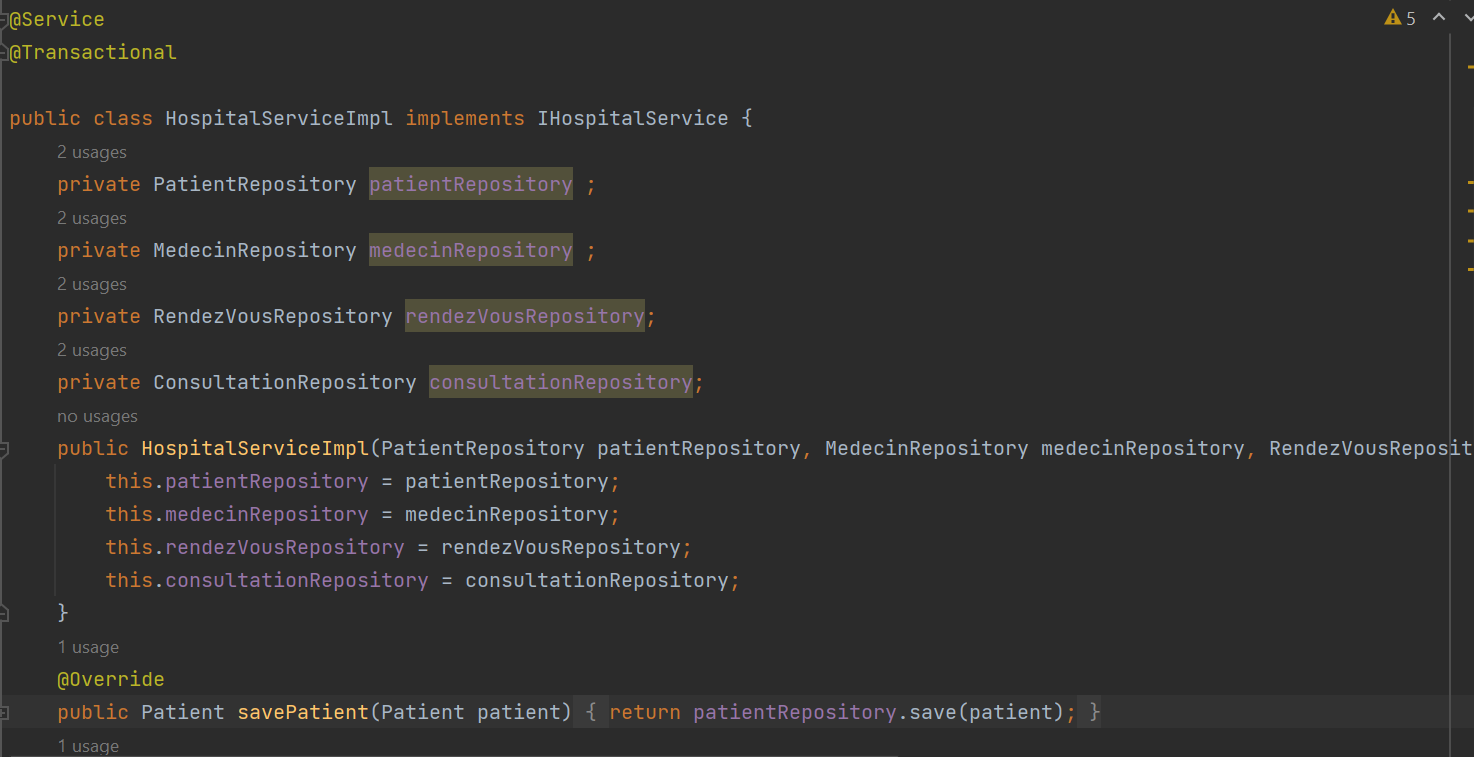 @Service
5
@Transactional
public class HospitalServiceImpl implements IHospitalService {
2 usages
private PatientRepository patientRepository ;
2 usages
private MedecinRepository medecinRepository ;
2 usages
private RendezVousRepository rendezVousRepository;
2 usages
private ConsultationRepository consultationRepository;
no usages
public HospitalServiceImpl(PatientRepository patientRepository, MedecinRepository medecinRepository, RendezVousReposit
this.patientRepository = patientRepository;
this.medecinRepository = medecinRepository;
this.rendezVousRepository = rendezVousRepository;
this.consultationRepository = consultationRepository;
}
1 usage
@Override
public Patient savePatient(Patient patient) { return patientRepository.save(patient); }
1 usage